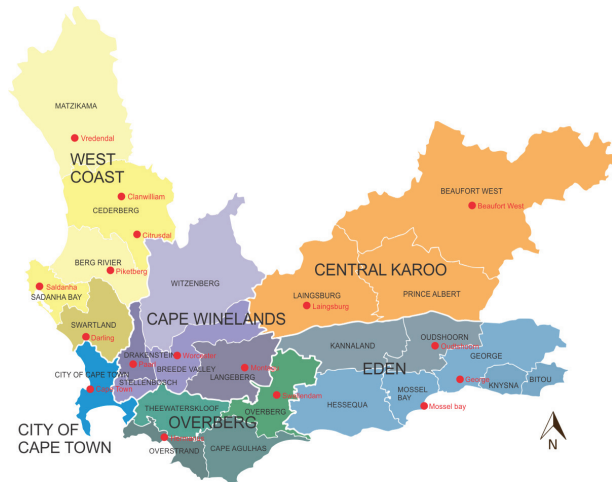 MATZIKAMA
Vredendal
WEST
COAST
Clanwilliam
CEDERBERG
Citrusdal
BERG RIVER
Piketberg
Saldanha
SADANHA BAY
SWARTLAND
Darling
WITZENBERG
CAPE WINELANDS
DRAKENSTEIN
Worcester
Paarl
BREEDE VALLEY
STELLENBOSCH
LANGEBERG
CITY OF CAPE TOWN
Cape Town
CITY OF
CAPE TOWN
THEEWATERSKLOOF
OVERBERG
OVERBERG
Swellendam
OVERSTRAND
CAPE AGULHAS
BEAUFORT WEST
Beaufort West
CENTRAL KAROO
LAINGSBURG
Laingsburg
PRINCE ALBERT
KANNALAND
OUDSHOORN
EDEN
GEORGE
George
HESSEQUA
MOSSEL
BAY
Mossel bay
KNYSNA
BITOU
N